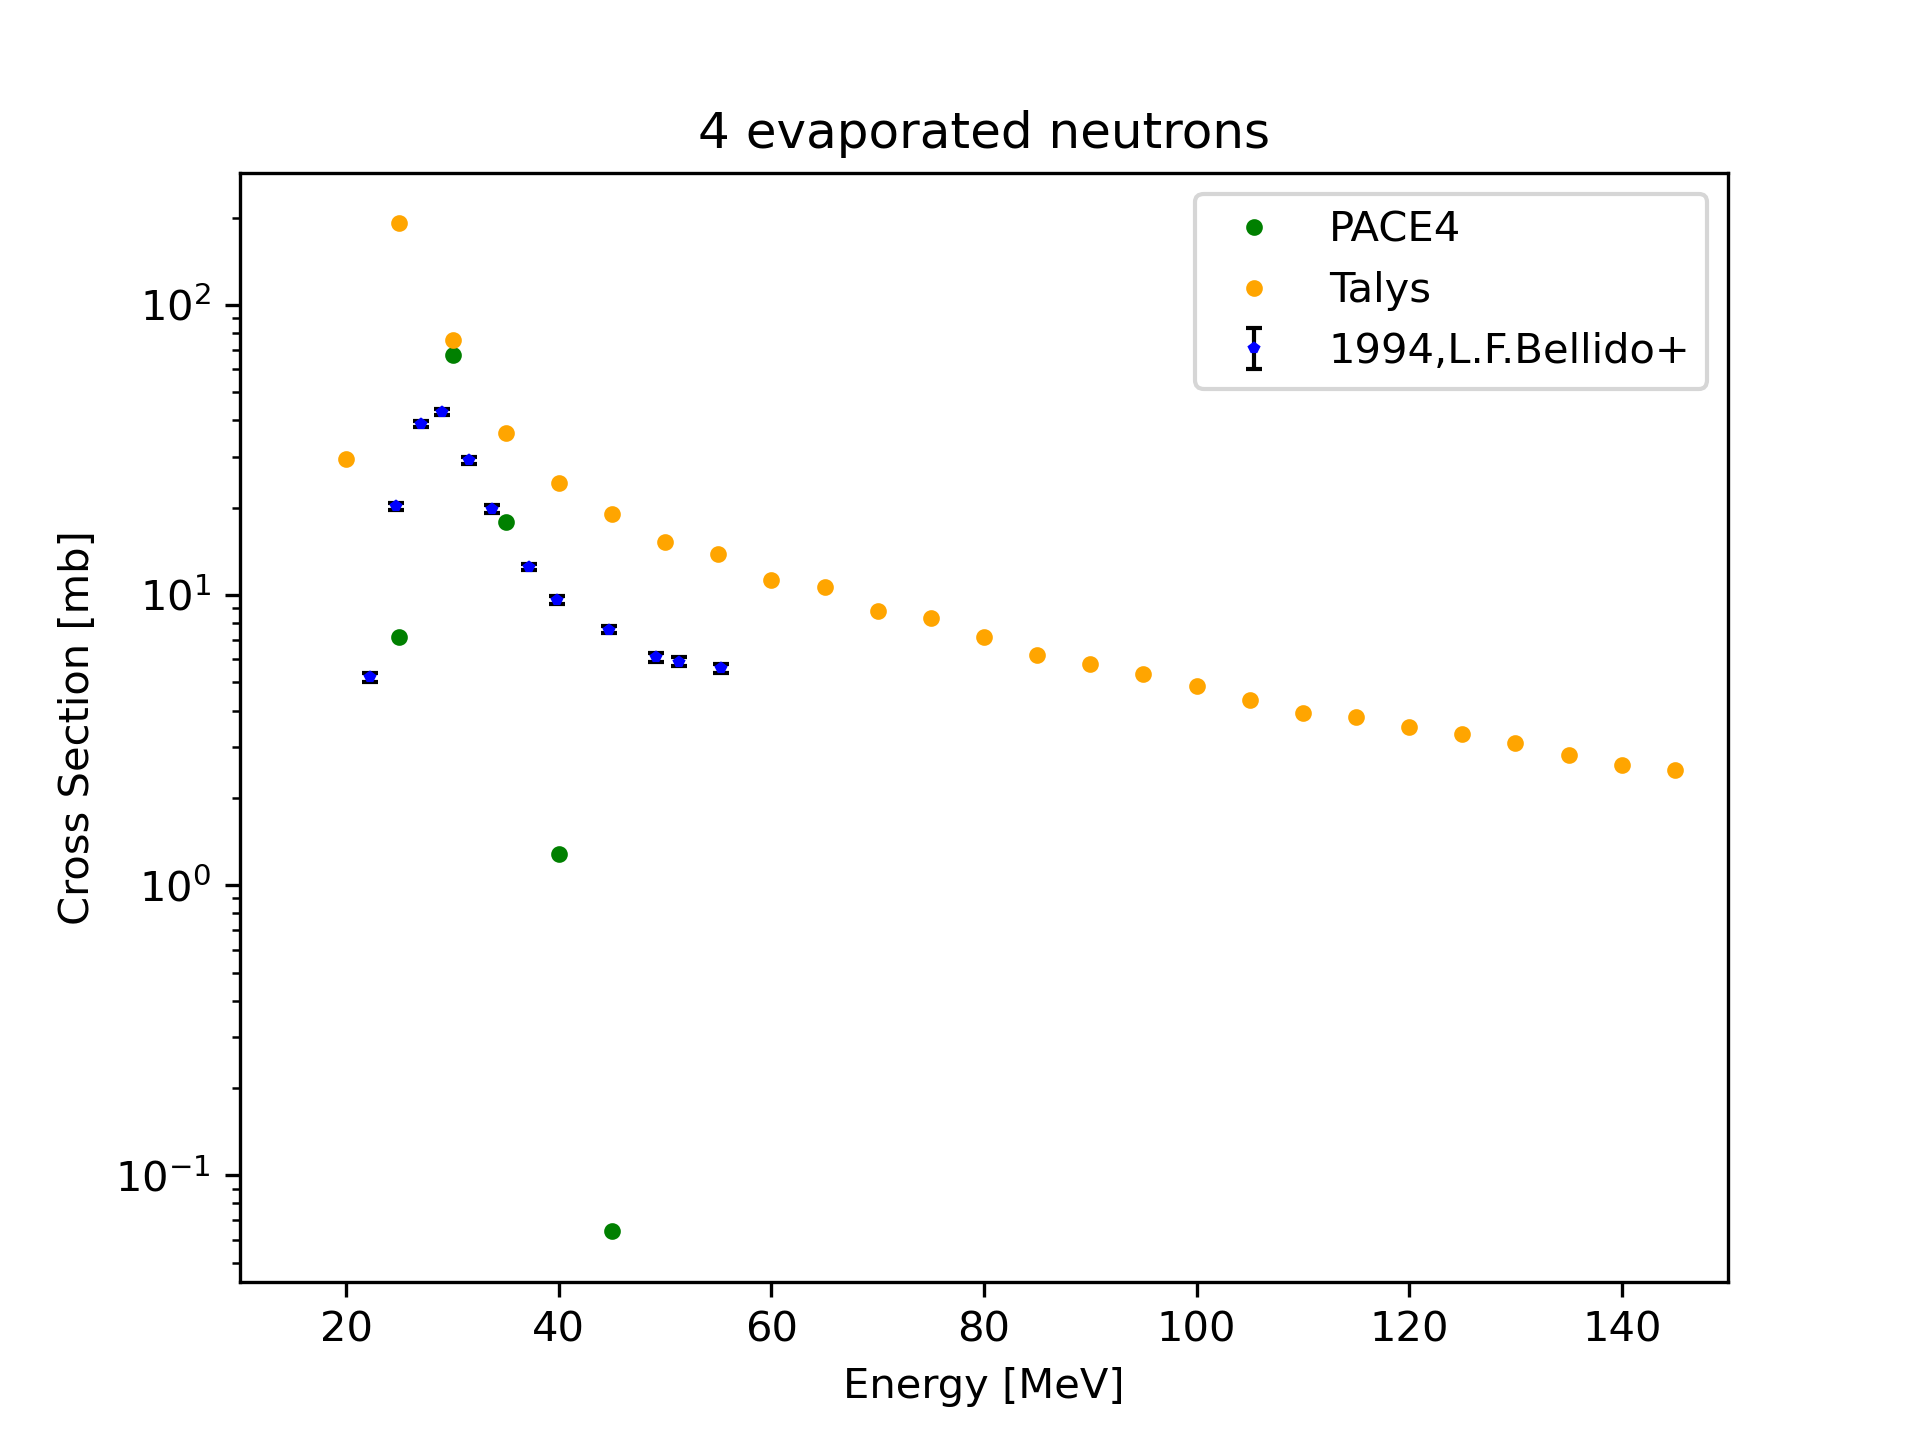 4 evaporated neutrons
PACE4
Talys
1994,L.F.Bellido+
Cross Section [mb]
10²
10¹
10⁰
10⁻¹
20 40 60 80 100 120 140
Energy [MeV]